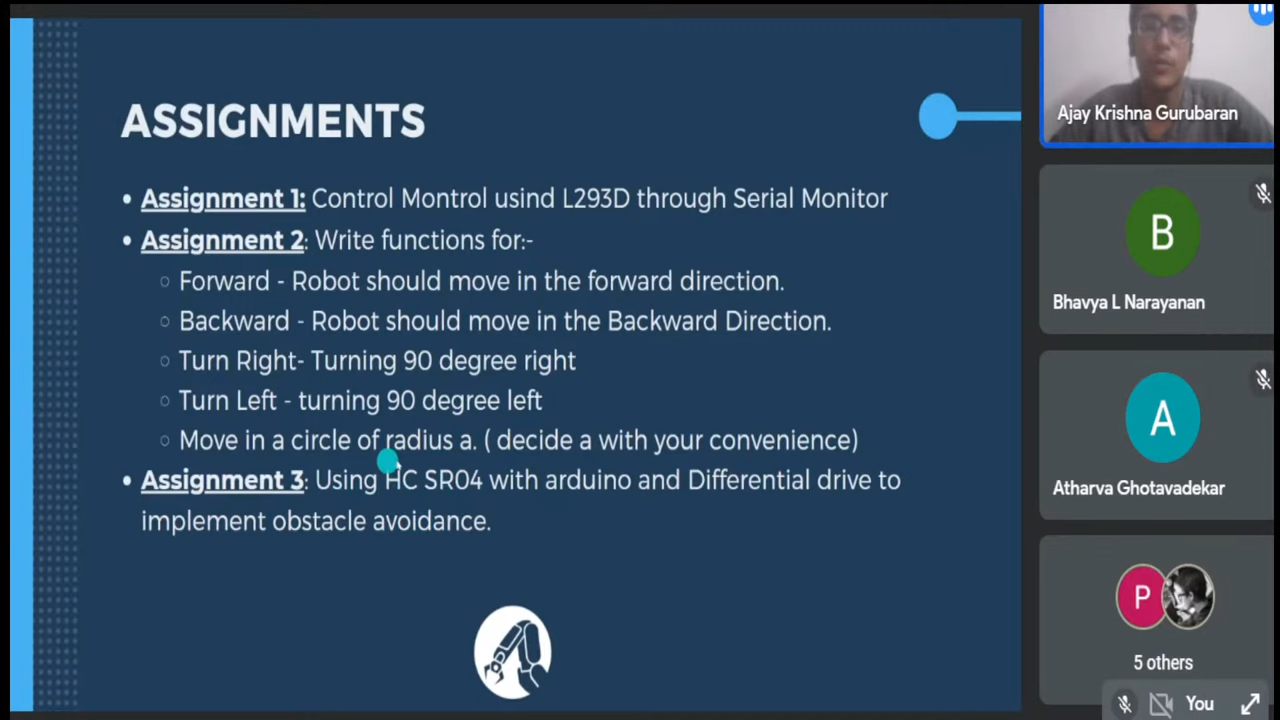 ASSIGNMENTS
• Assignment 1: Control Montrol usind L293D through Serial Monitor
• Assignment 2: Write functions for:-
○ Forward - Robot should move in the forward direction.
○ Backward - Robot should move in the Backward Direction.
○ Turn Right- Turning 90 degree right
○ Turn Left - turning 90 degree left
○ Move in a circle of radius a. ( decide a with your convenience)
• Assignment 3: Using HC SR04 with arduino and Differential drive to
implement obstacle avoidance.
Ajay Krishna Gurubaran
B
Bhavya L Narayanan
A
Atharva Ghotavadekar
P
5 others
You